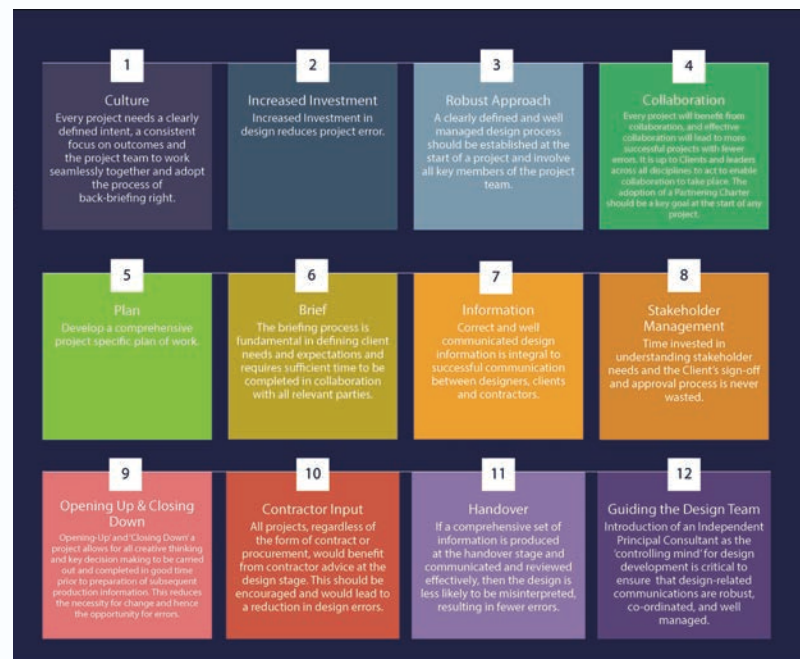 1
Culture
Every project needs a clearly
defined intent, a consistent
focus on outcomes and
the project team to work
seamlessly together and adopt
the process of
back-briefing right.
2
Increased Investment
Increased Investment in
design reduces project error.
3
Robust Approach
A clearly defined and well
managed design process
should be established at the
start of a project and involve
all key members of the project
team.
4
Collaboration
Every project will benefit from
collaboration, and effective
collaboration will lead to more
successful projects with fewer
errors. It is up to Clients and leaders
across all disciplines to act to enable
collaboration to take place. The
adoption of a Partnering Charter
should be a key goal at the start of any
project.
5
Plan
Develop a comprehensive
project specific plan of work.
6
Brief
The briefing process is
fundamental in defining client
needs and expectations and
requires sufficient time to be
completed in collaboration
with all relevant parties.
7
Information
Correct and well
communicated design
information is integral to
successful communication
between designers, clients
and contractors.
8
Stakeholder
Management
Time invested in
understanding stakeholder
needs and the Client's sign-off
and approval process is never
wasted.
9
Opening Up & Closing
Down
Opening-Up' and 'Closing Down' a
project allows for all creative thinking
and key decision making to be carried
out and completed in good time
prior to preparation of subsequent
production information. This reduces
the necessity for change and hence
the opportunity for errors.
10
Contractor Input
All projects, regardless of
the form of contract or
procurement, would benefit
from contractor advice at the
design stage. This should be
encouraged and would lead to
a reduction in design errors.
11
Handover
If a comprehensive set of
information is produced
at the handover stage and
communicated and reviewed
effectively, then the design is
less likely to be misinterpreted,
resulting in fewer errors.
12
Guiding the Design Team
Introduction of an Independent
Principal Consultant as the
'controlling mind' for design
development is critical to
ensure that design-related
communications are robust,
co-ordinated, and well
managed.